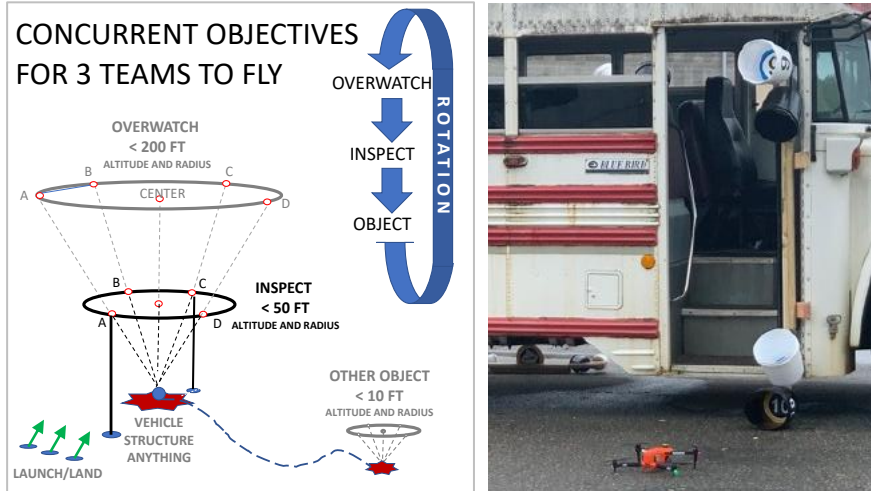 CONCURRENT OBJECTIVES
FOR 3 TEAMS TO FLY
OVERWATCH
INSPECT
OBJECT
ROTATION
OVERWATCH
< 200 FT
ALTITUDE AND RADIUS
A
B
CENTER
C
D
INSPECT
< 50 FT
ALTITUDE AND RADIUS
A
B
C
D
VEHICLE
STRUCTURE
ANYTHING
OTHER OBJECT
< 10 FT
ALTITUDE AND RADIUS
LAUNCH/LAND
BLUE BIRD